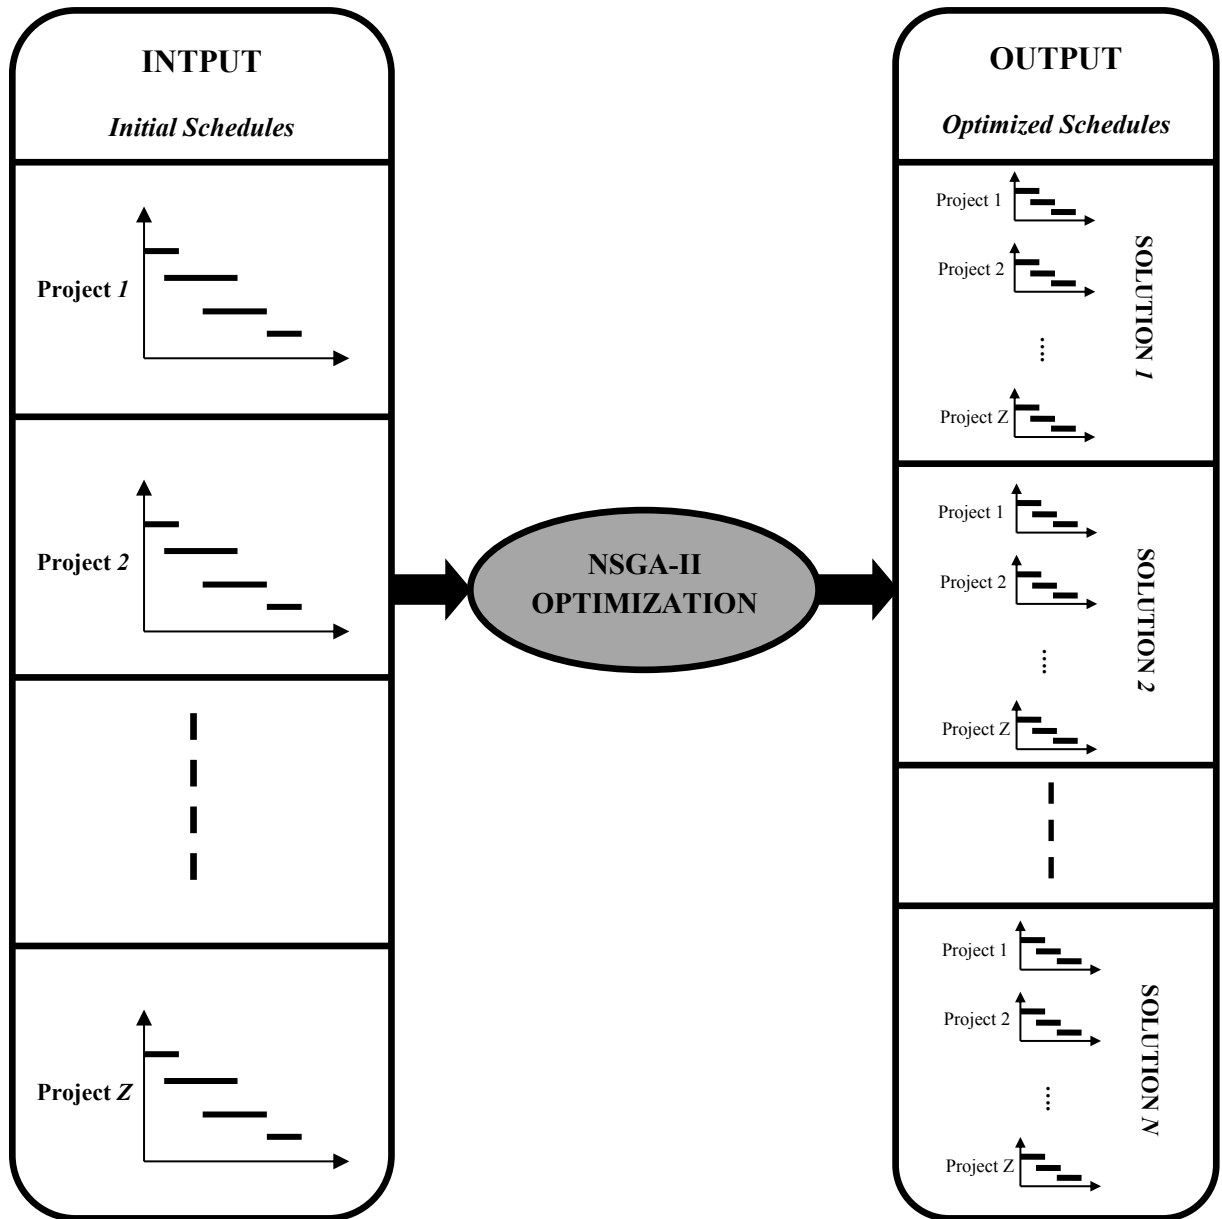 INTPUT
Initial Schedules
Project 1
Project 2
Project Z
NSGA-II
OPTIMIZATION
OUTPUT
Optimized Schedules
Project 1
Project 2
....
Project Z
SOLUTION 1
Project 1
Project 2
....
Project Z
SOLUTION 2
Project 1
Project 2
....
Project Z
SOLUTION N